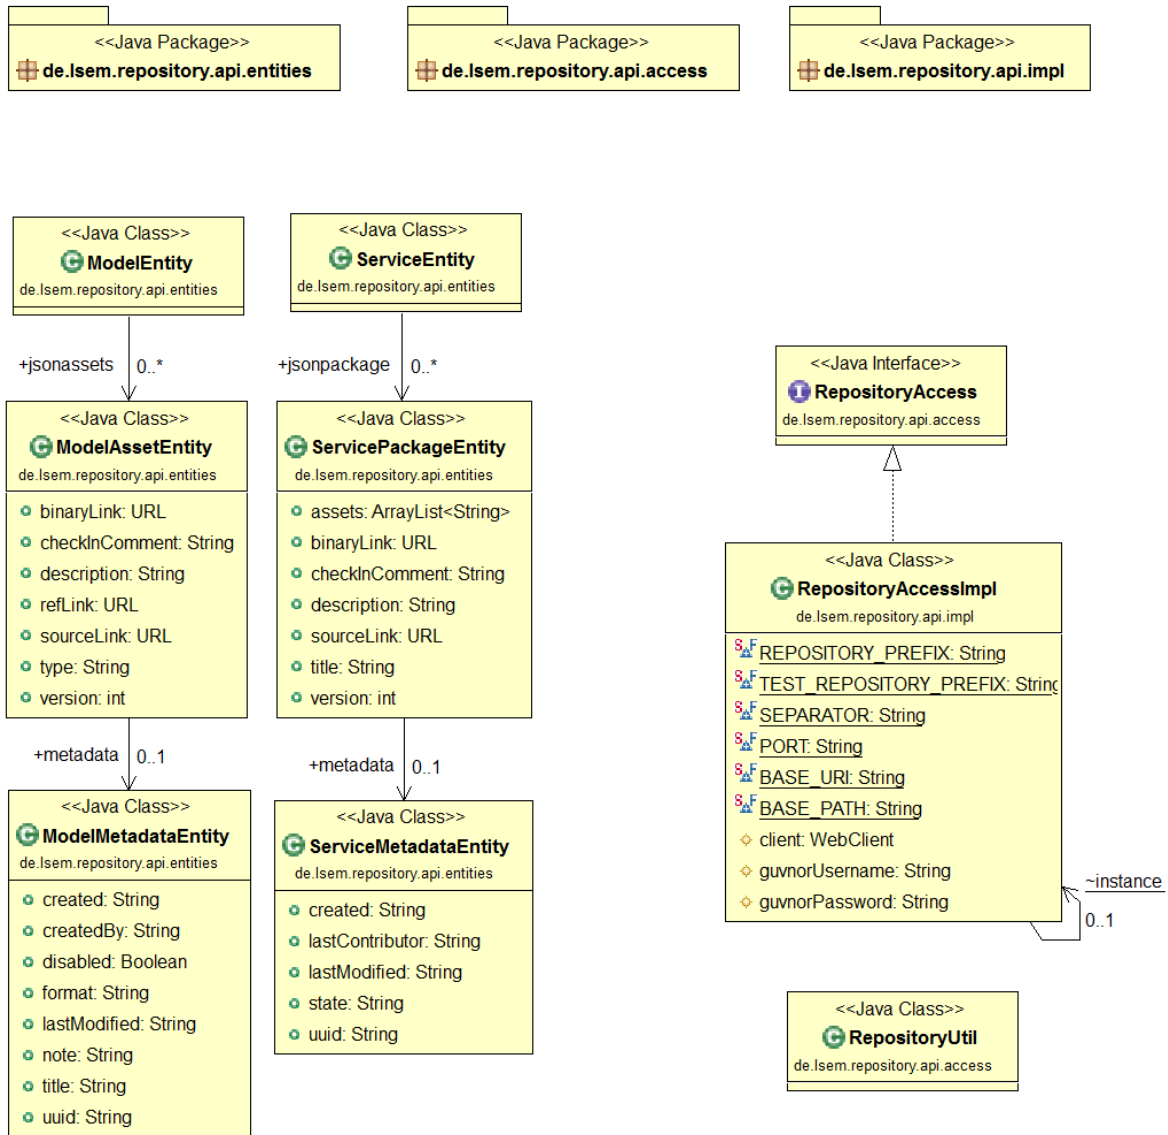 <<Java Package>>
de.lsem.repository.api.entities
<<Java Package>>
de.lsem.repository.api.access
<<Java Package>>
de.lsem.repository.api.impl
<<Java Class>>
ModelEntity
de.lsem.repository.api.entities
+jsonassets
0..*
<<Java Class>>
ModelAssetEntity
de.lsem.repository.api.entities
binaryLink: URL
checkInComment: String
description: String
refLink: URL
sourceLink: URL
type: String
version: int
+metadata
0..1
<<Java Class>>
ModelMetadataEntity
de.lsem.repository.api.entities
created: String
createdBy: String
disabled: Boolean
format: String
lastModified: String
note: String
title: String
uuid: String
<<Java Class>>
ServiceEntity
de.lsem.repository.api.entities
+jsonpackage
0..*
<<Java Class>>
ServicePackageEntity
de.lsem.repository.api.entities
assets: ArrayList<String>
binaryLink: URL
checkInComment: String
description: String
sourceLink: URL
title: String
version: int
+metadata
0..1
<<Java Class>>
ServiceMetadataEntity
de.lsem.repository.api.entities
created: String
lastContributor: String
lastModified: String
state: String
uuid: String
<<Java Interface>>
RepositoryAccess
de.lsem.repository.api.access
<<Java Class>>
RepositoryAccessImpl
de.lsem.repository.api.impl
REPOSITORY_PREFIX: String
TEST_REPOSITORY_PREFIX: String
SEPARATOR: String
PORT: String
BASE_URI: String
BASE_PATH: String
client: WebClient
guvnorUsername: String
guvnorPassword: String
~instance
0..1
<<Java Class>>
RepositoryUtil
de.lsem.repository.api.access